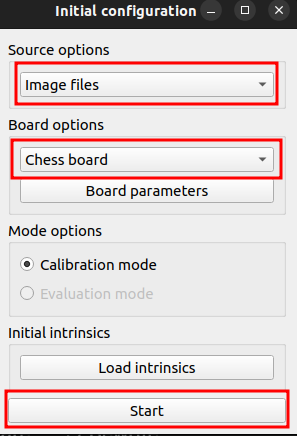 Initial configuration
Source options
Image files
Board options
Chess board
Board parameters
Mode options
Calibration mode
Evaluation mode
Initial intrinsics
Load intrinsics
Start